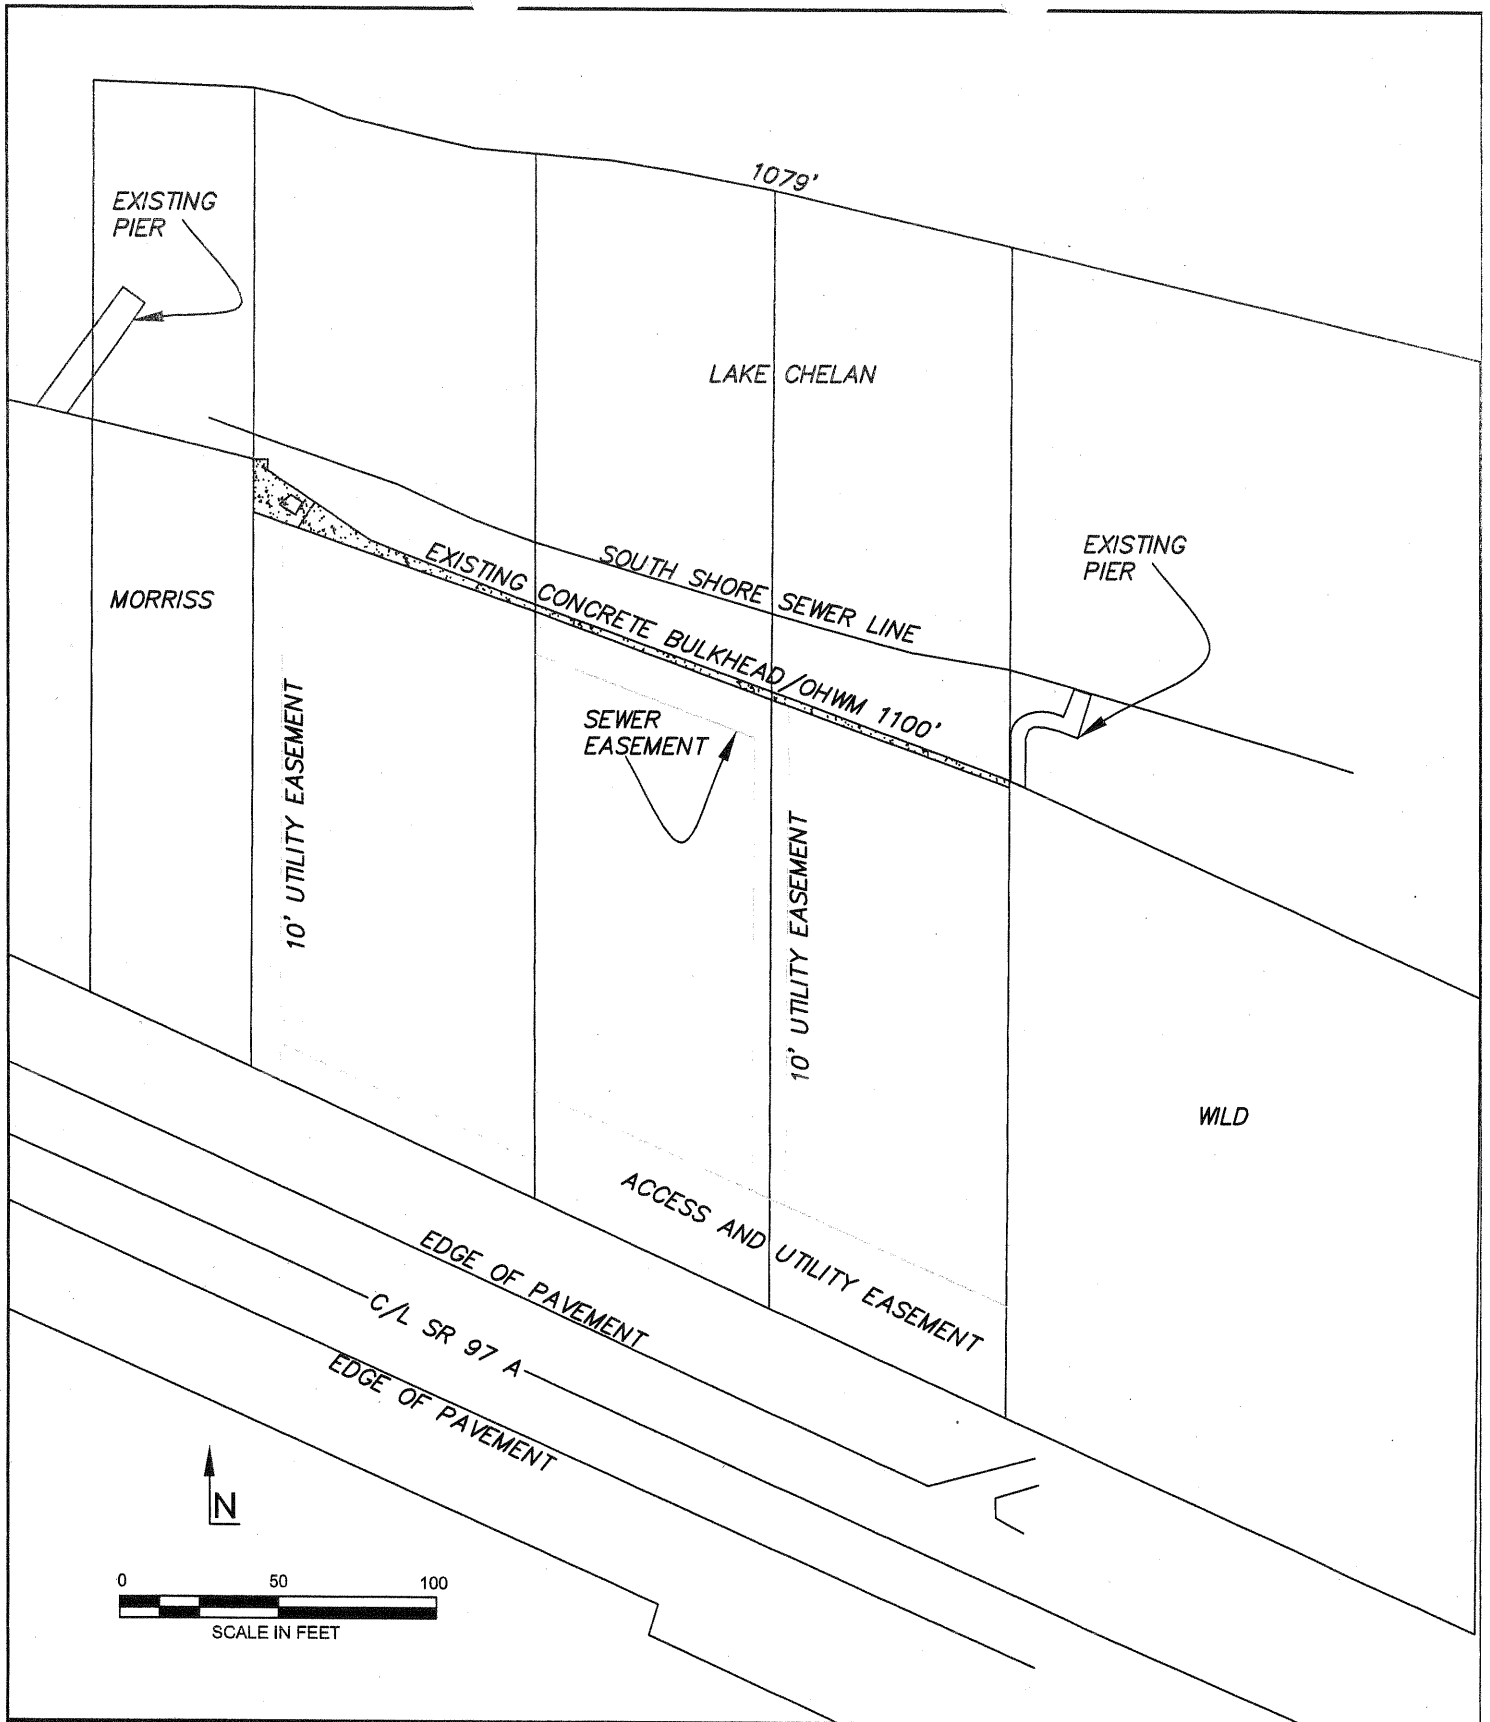 1079'
EXISTING
PIER
LAKE CHELAN
EXISTING
PIER
SOUTH SHORE SEWER LINE
EXISTING CONCRETE BULKHEAD/OHWM 1100'
MORRISS
SEWER
EASEMENT
10' UTILITY EASEMENT
10' UTILITY EASEMENT
WILD
ACCESS AND UTILITY EASEMENT
EDGE OF PAVEMENT
C/L SR 97 A
EDGE OF PAVEMENT
N
0 50 100
SCALE IN FEET